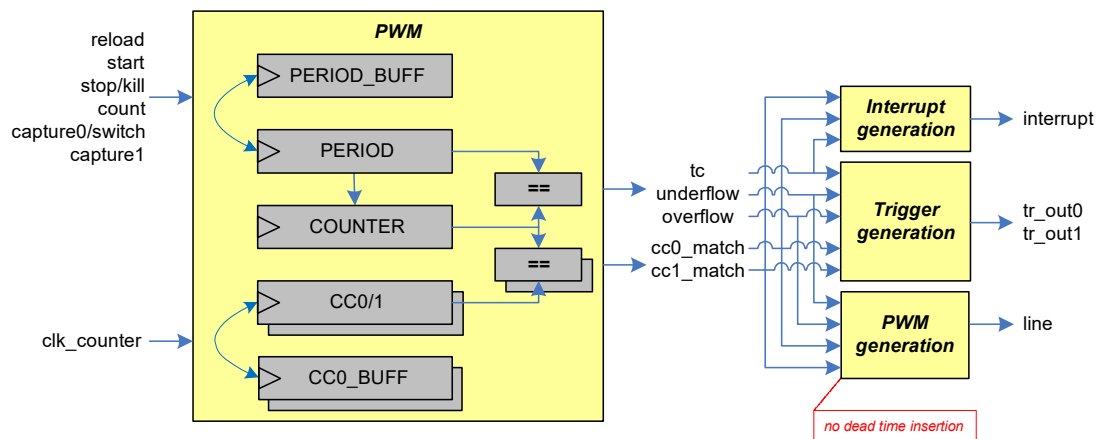 reload
start
stop/kill
count
capture0/switch
capture1
clk_counter
PWM
PERIOD_BUFF
PERIOD
COUNTER
CC0/1
CC0_BUFF
==
==
tc
underflow
overflow
cc0_match
cc1_match
Interrupt
generation
Trigger
generation
PWM
generation
interrupt
tr_out0
tr_out1
line
no dead time insertion